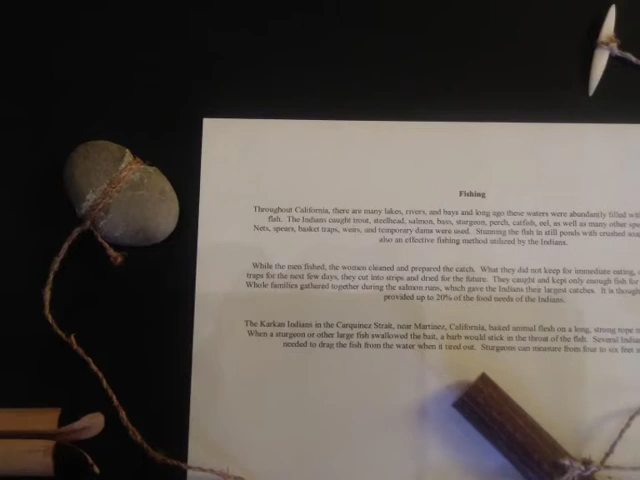 Fishing
Throughout California, there are many lakes, rivers, and bays and long ago these waters were abundantly filled
fish. The Indians caught trout, steelhead, salmon, bass, sturgeon, perch, catfish, eel, as well as many other
Nets, spears, basket traps, weirs, and temporary dams were used. Stunning the fish in still ponds with crushed
also an effective fishing method utilized by the Indians.
While the men fished, the women cleaned and prepared the catch. What they did not keep for immediate eating,
traps for the next few days, they cut into strips and dried for the future. They caught and kept only enough fish for
Whole families gathered together during the salmon runs, which gave the Indians their largest catches. It is
provided up to 20% of the food needs of the Indians.
The Karkan Indians in the Carquinez Strait, near Martinez, California, baited animal flesh on a long, strong rope
When a sturgeon or other large fish swallowed the bait, a barb would stick in the throat of the fish. Several
needed to drag the fish from the water when it tired out. Sturgeons can measure from four to six feet